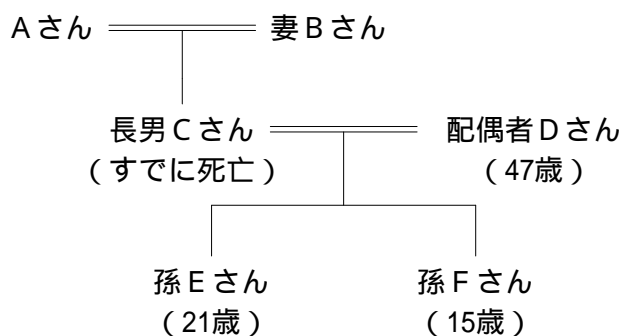 Aさん 妻Bさん
長男Cさん 配偶者Dさん
(すでに死亡) (47歳)
孫Eさん 孫Fさん
(21歳) (15歳)